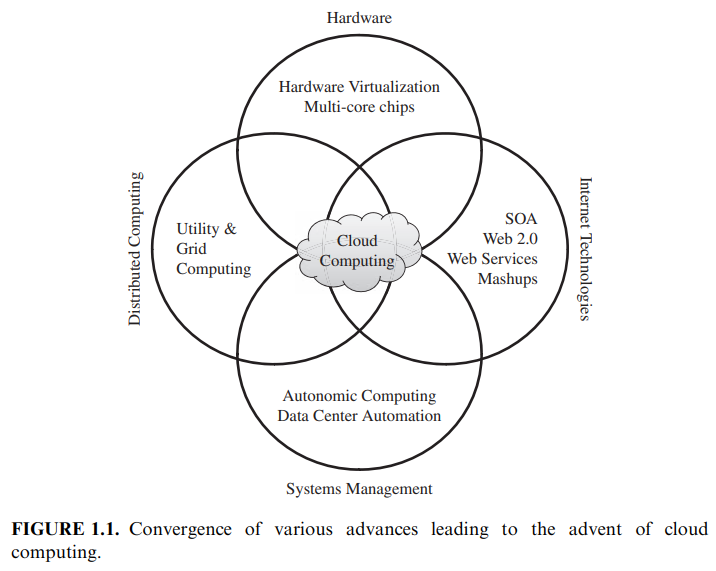 Hardware
Hardware Virtualization
Multi-core chips
Distributed Computing
Utility &
Grid
Computing
Cloud
Computing
SOA
Web 2.0
Web Services
Mashups
Internet Technologies
Autonomic Computing
Data Center Automation
Systems Management
FIGURE 1.1. Convergence of various advances leading to the advent of cloud
computing.